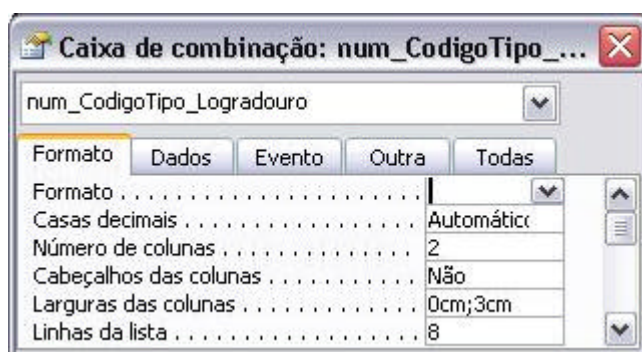 Caixa de combinação: num_CodigoTipo_...
num_CodigoTipo_Logradouro
Formato Dados Evento Outra Todas
Formato . . . . . . . . . . . . . . . . . . . . . . . .
Casas decimais . . . . . . . . . . . . . . . . . . . Automático
Número de colunas . . . . . . . . . . . . . . . 2
Cabeçalhos das colunas . . . . . . . . . . . . Não
Larguras das colunas . . . . . . . . . . . . . . 0cm;3cm
Linhas da lista . . . . . . . . . . . . . . . . . . . . 8